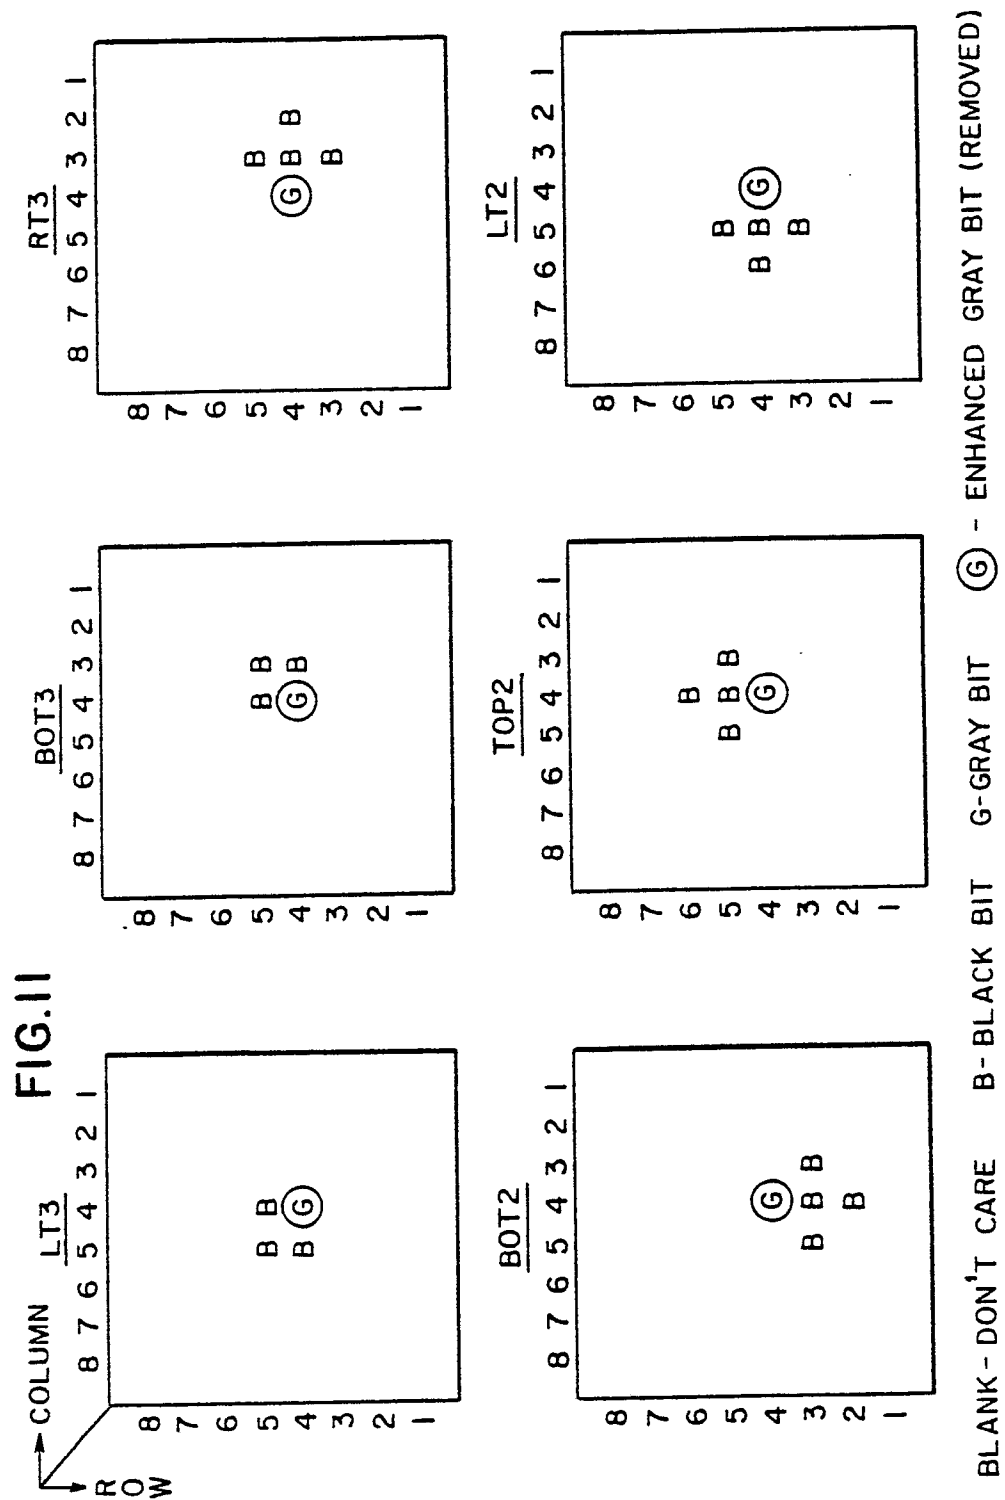 FIG.11
COLUMN
ROW
LT3
8 7 6 5 4 3 2 1
8
7
6
5 B B
4 B G
3
2
1
BOT3
8 7 6 5 4 3 2 1
8
7
6
5 B B
4 G B
3
2
1
RT3
8 7 6 5 4 3 2 1
8
7
6
5 B
4 G B B
3 B
2
1
BOT2
8 7 6 5 4 3 2 1
8
7
6
5
4 G
3 B B B
2 B
1
TOP2
8 7 6 5 4 3 2 1
8
7
6 B
5 B B B
4 G
3
2
1
LT2
8 7 6 5 4 3 2 1
8
7
6
5 B
4 B B G
3 B
2
1
BLANK - DON'T CARE B - BLACK BIT G-GRAY BIT G - ENHANCED GRAY BIT (REMOVED)